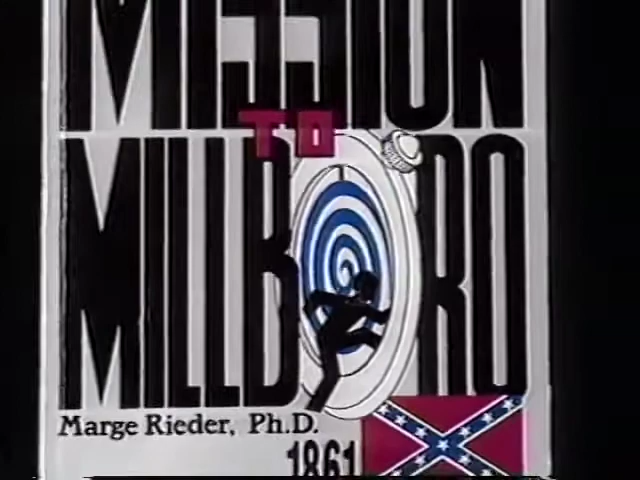 MISSION
TO
MILLBORO
Marge Rieder, Ph.D.
1861